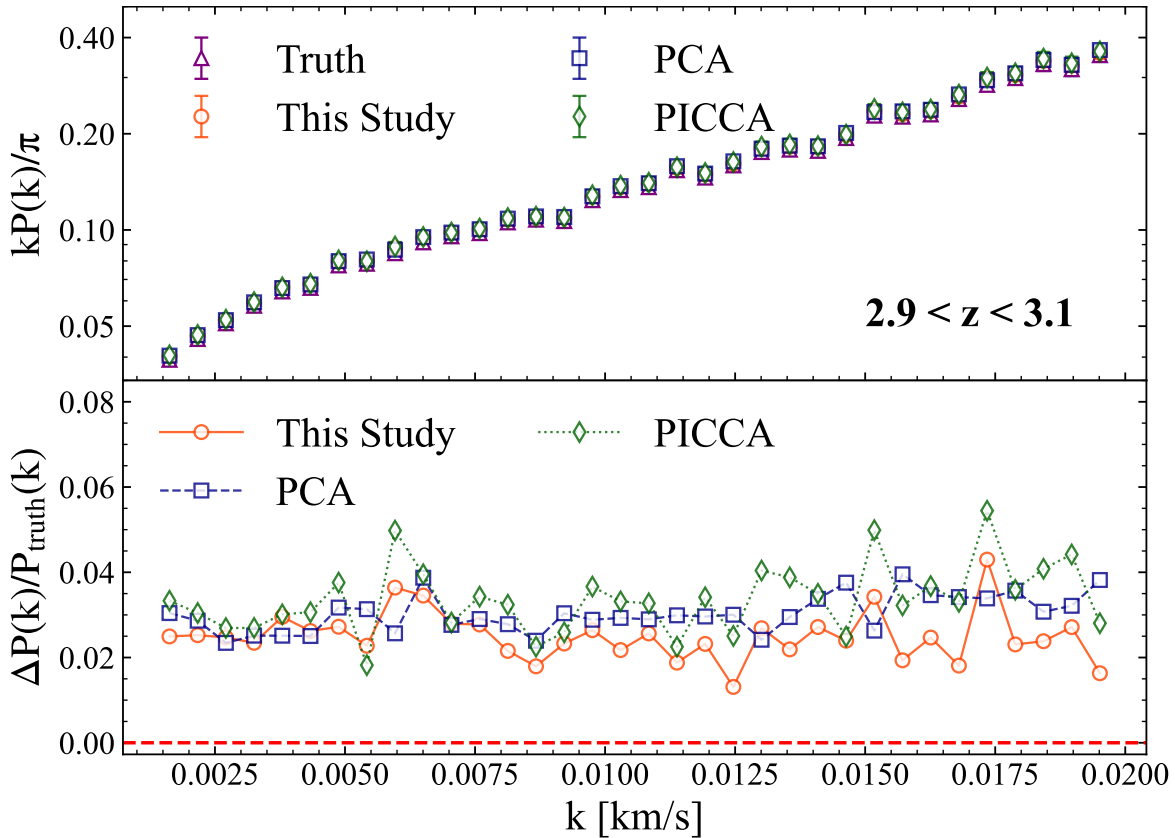 0.40
0.20
0.10
0.05
kP(k)/π
Truth
PCA
This Study
PICCA
2.9 < z < 3.1
0.08
0.06
0.04
0.02
0.00
ΔP(k)/P_truth(k)
This Study
PICCA
PCA
0.0025 0.0050 0.0075 0.0100 0.0125 0.0150 0.0175 0.0200
k [km/s]